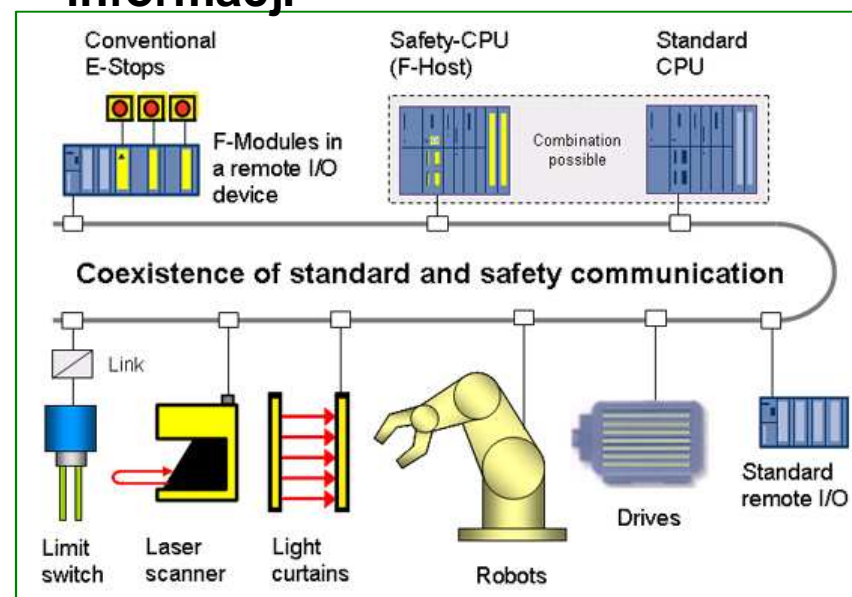 informacji
Conventional
E-Stops
Safety-CPU
(F-Host)
Standard
CPU
F-Modules in
a remote I/O
device
Combination
possible
Coexistence of standard and safety communication
Link
Limit
switch
Laser
scanner
Light
curtains
Robots
Drives
Standard
remote I/O